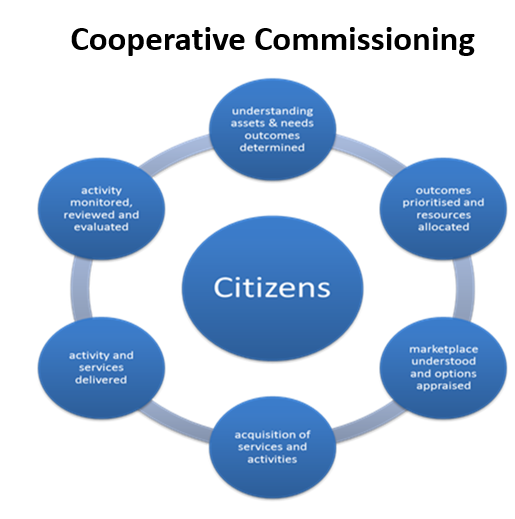 Cooperative Commissioning
understanding
assets & needs
outcomes
determined
outcomes
prioritised and
resources
allocated
marketplace
understood
and options
appraised
acquisition of
services and
activities
activity and
services
delivered
activity
monitored,
reviewed and
evaluated
Citizens